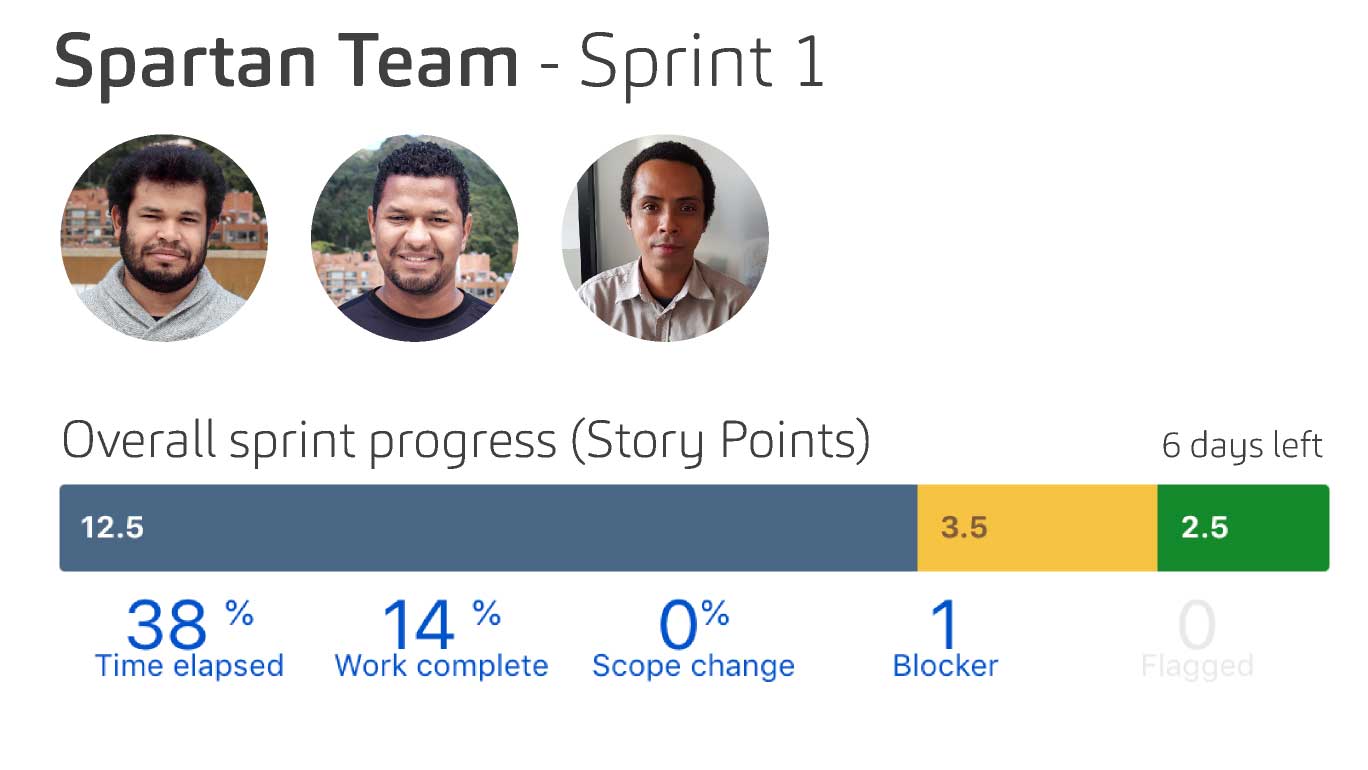 Spartan Team - Sprint 1
Overall sprint progress (Story Points)
6 days left
12.5
3.5
2.5
38 %
14 %
0%
1
0
Time elapsed
Work complete
Scope change
Blocker
Flagged